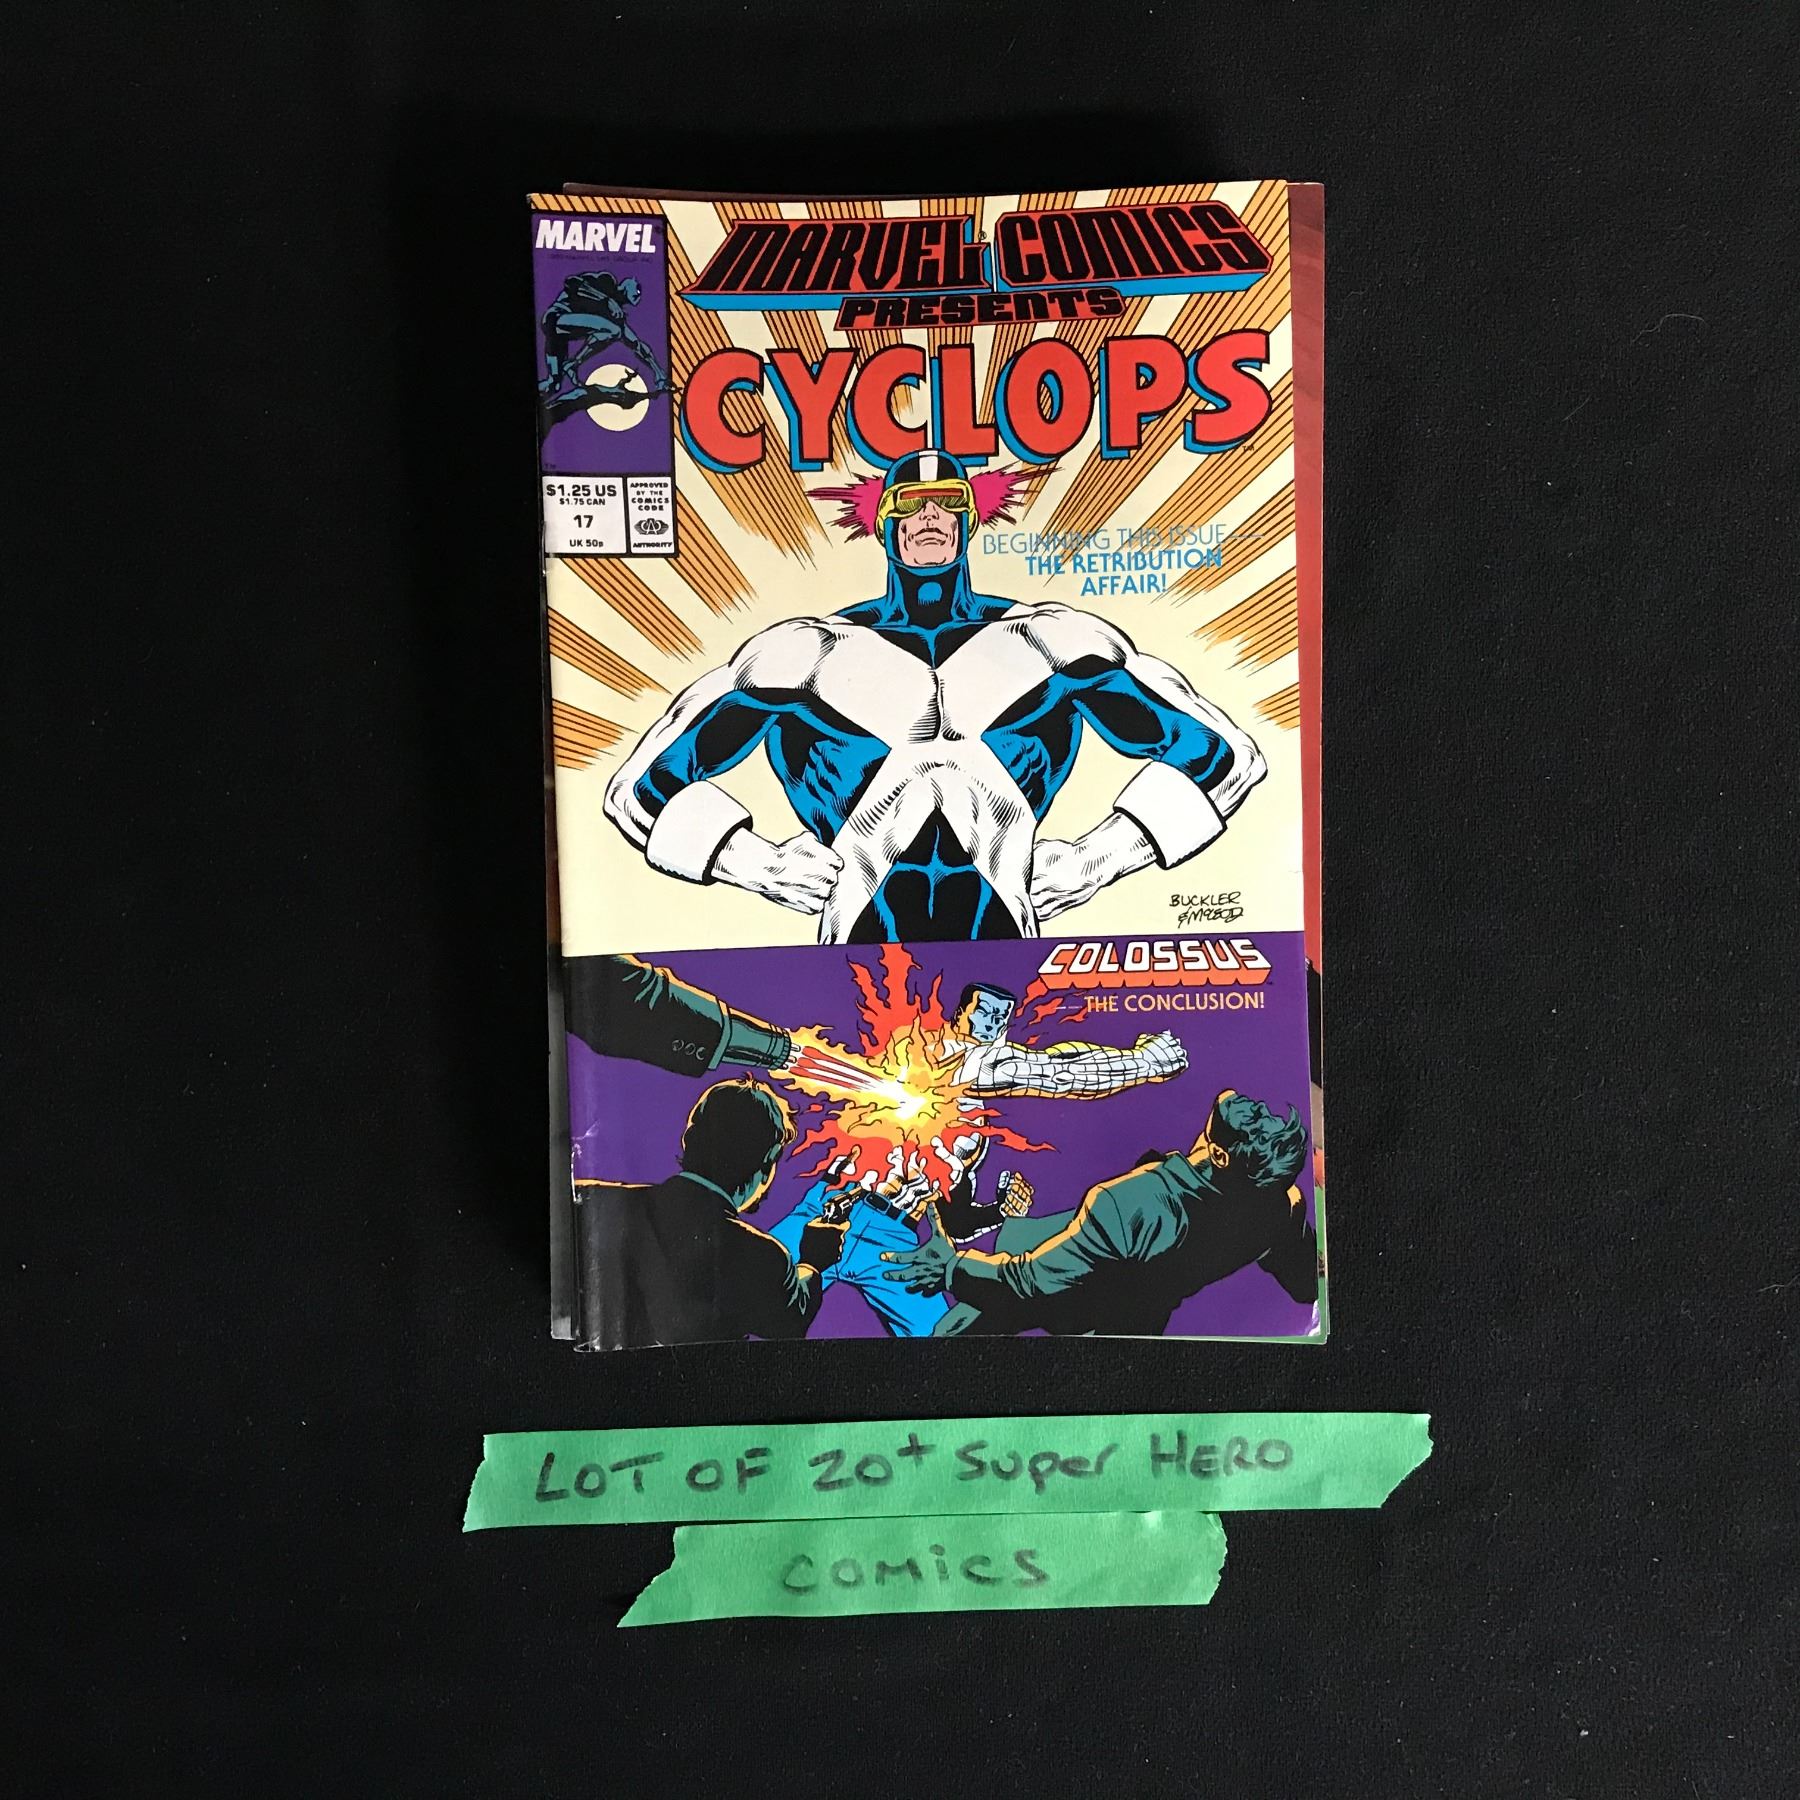 MARVEL
MARVEL COMICS
PRESENTS
CYCLOPS
$1.25 US
$1.75 CAN
17
UK 50p
APPROVED
BY THE
COMICS
CODE
AUTHORITY
BEGINNING THIS ISSUE—
THE RETRIBUTION
AFFAIR!
BUCKLER
& McLEOD
COLOSSUS
—THE CONCLUSION!
LOT OF 20+ Super HERO
COMICS